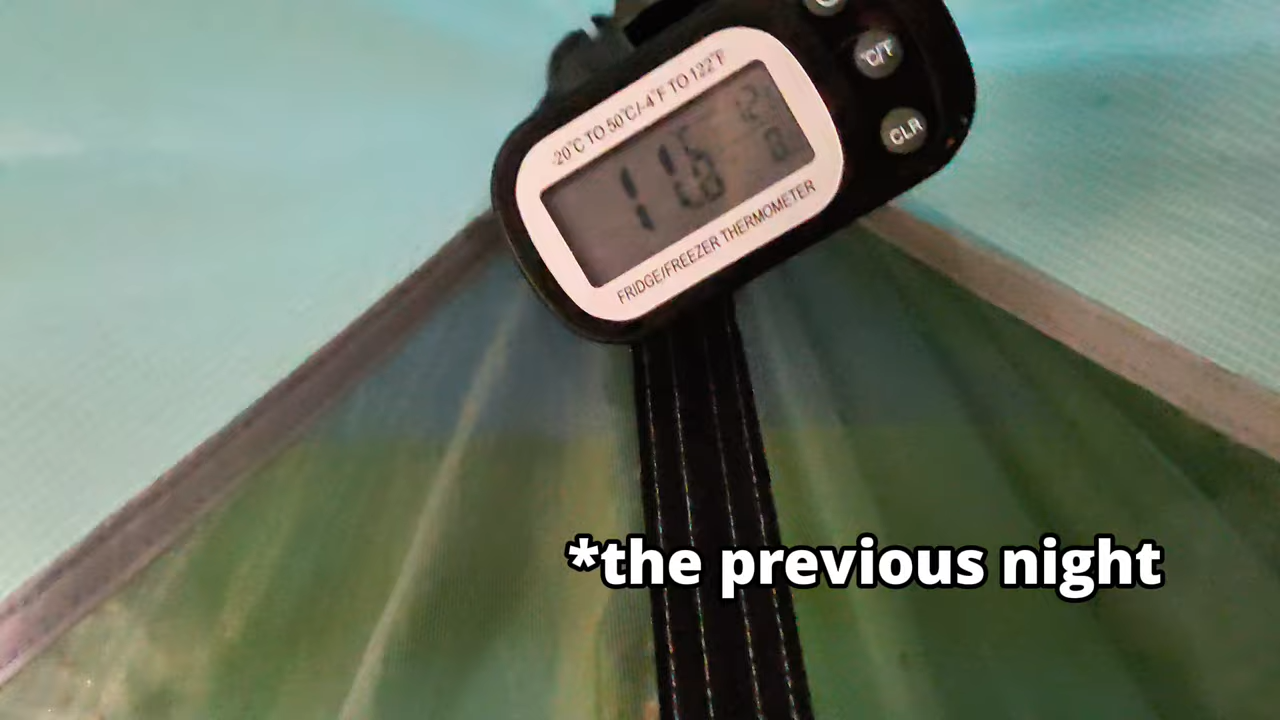 -20°C TO 50°C/-4°F TO 122°F
°C/°F
CLR
FRIDGE/FREEZER THERMOMETER
*the previous night